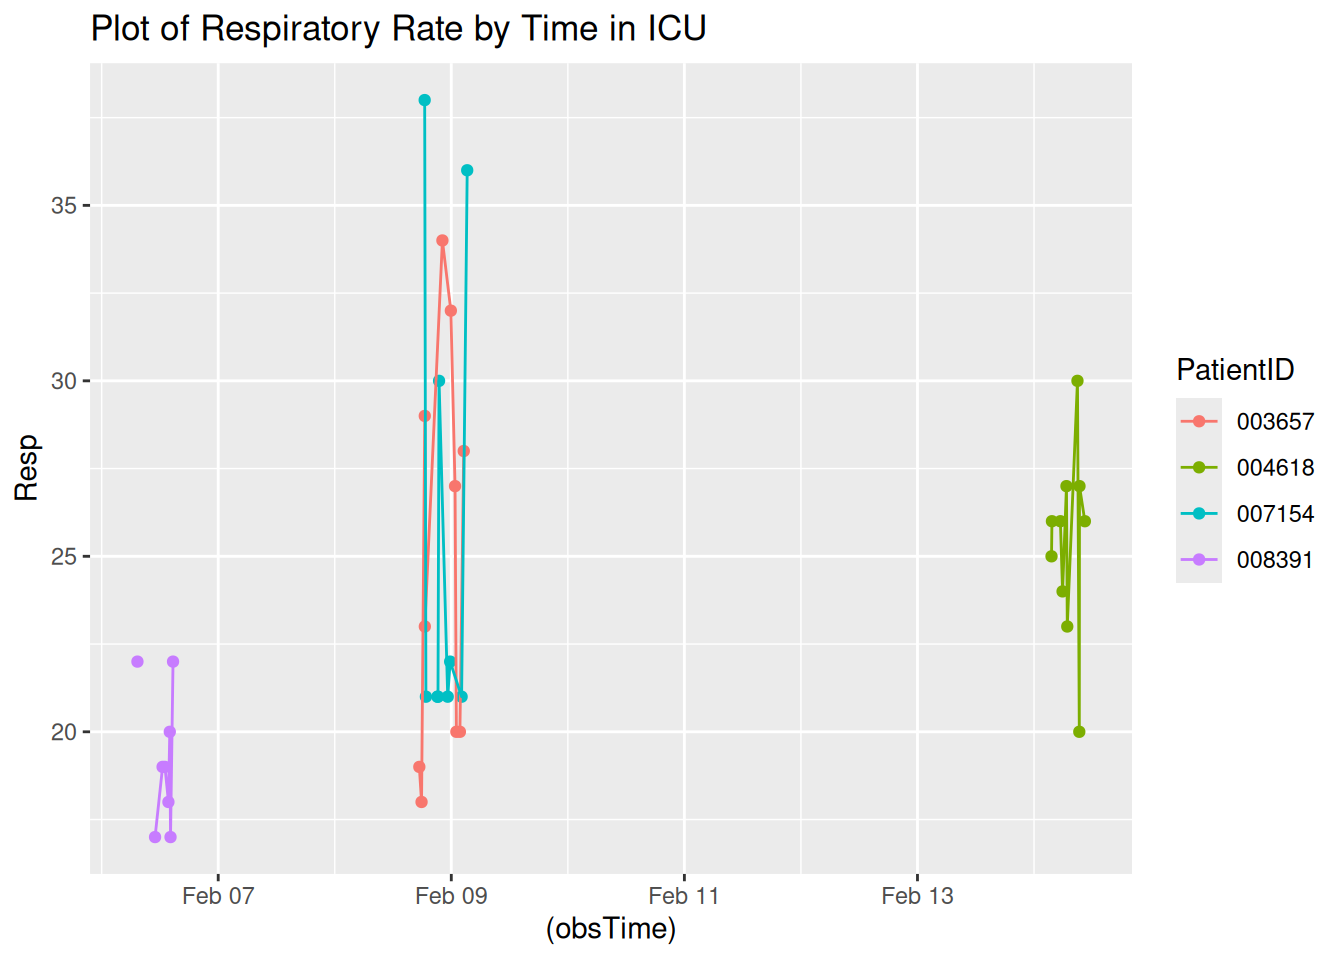 Plot of Respiratory Rate by Time in ICU
Resp
35
30
25
20
Feb 07
Feb 09
Feb 11
Feb 13
(obsTime)
PatientID
003657
004618
007154
008391